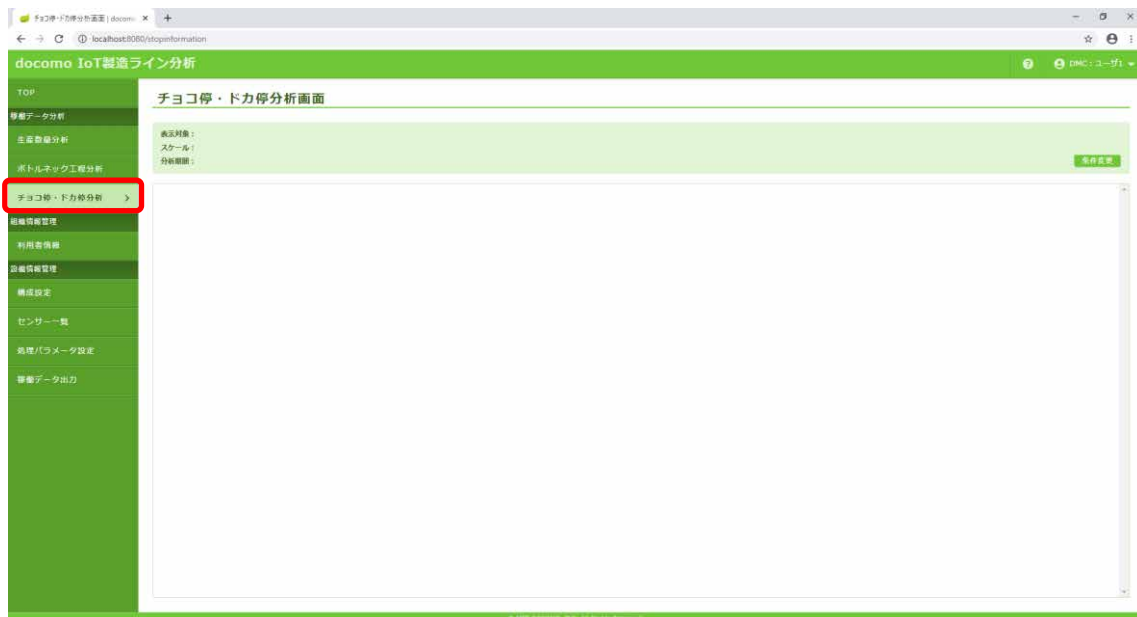 チョコ停・ドカ停分析画面 | docomo
localhost:8080/stopinformation
docomo IoT製造ライン分析
DMC：ユーザ1
TOP
チョコ停・ドカ停分析画面
稼働データ分析
生産数量分析
表示対象：
スケール：
分析期間：
条件変更
ボトルネック工程分析
チョコ停・ドカ停分析
組織情報管理
利用者情報
設備情報管理
構成設定
センサー一覧
処理パラメータ設定
稼働データ出力